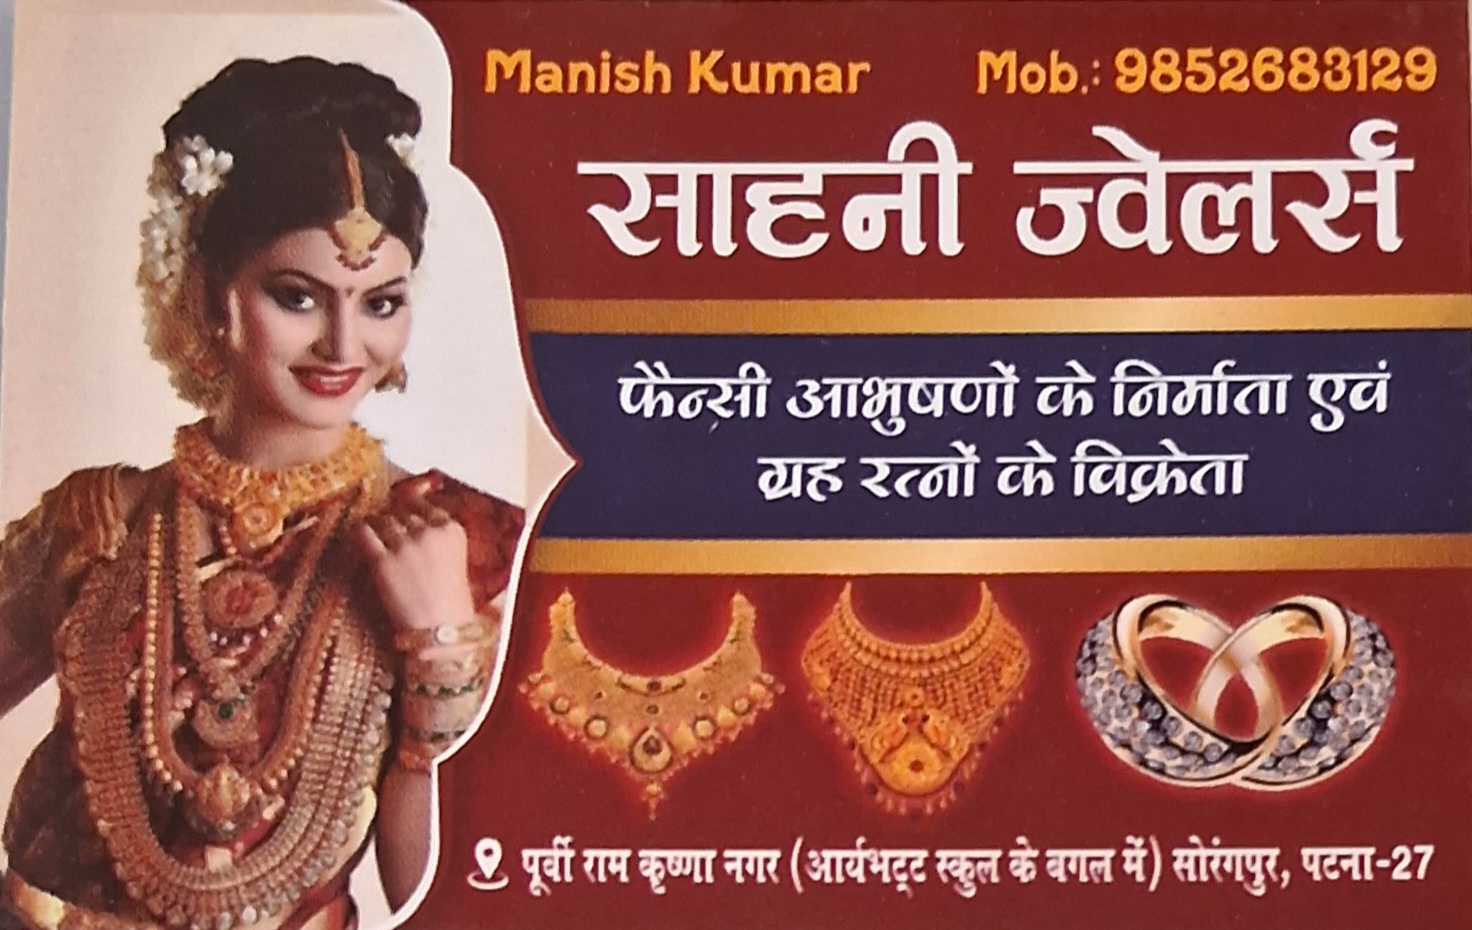 Manish Kumar Mob.: 9852683129
साहनी ज्वेलर्स
फैन्सी आभुषणों के निर्माता एवं
ग्रह रत्नों के विक्रेता
पूर्वी राम कृष्णा नगर (आर्यभट्ट स्कुल के बगल में) सोरंगपुर, पटना-27